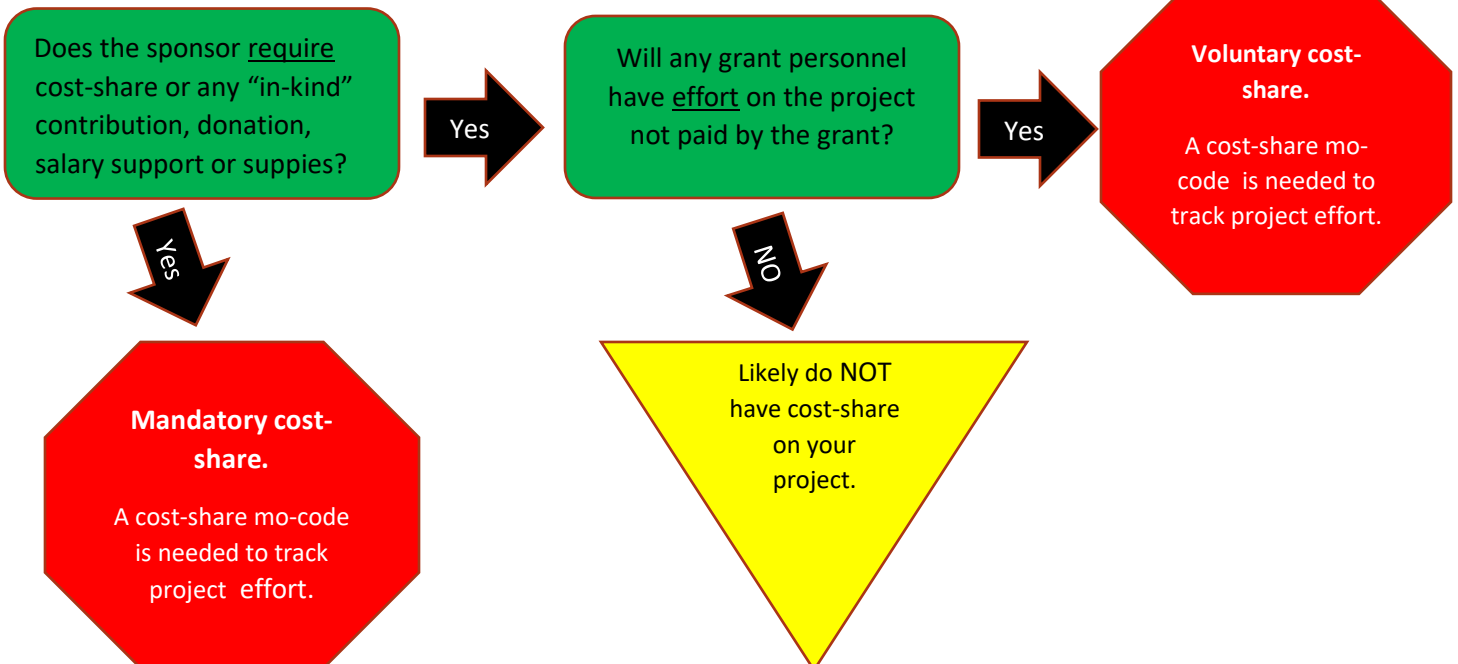 Does the sponsor require
cost-share or any “in-kind”
contribution, donation,
salary support or suppies?
Yes
Will any grant personnel
have effort on the project
not paid by the grant?
Yes
Voluntary cost-
share.
A cost-share mo-
code is needed to
track project effort.
Yes
Mandatory cost-
share.
A cost-share mo-code
is needed to track
project effort.
NO
Likely do NOT
have cost-share
on your
project.